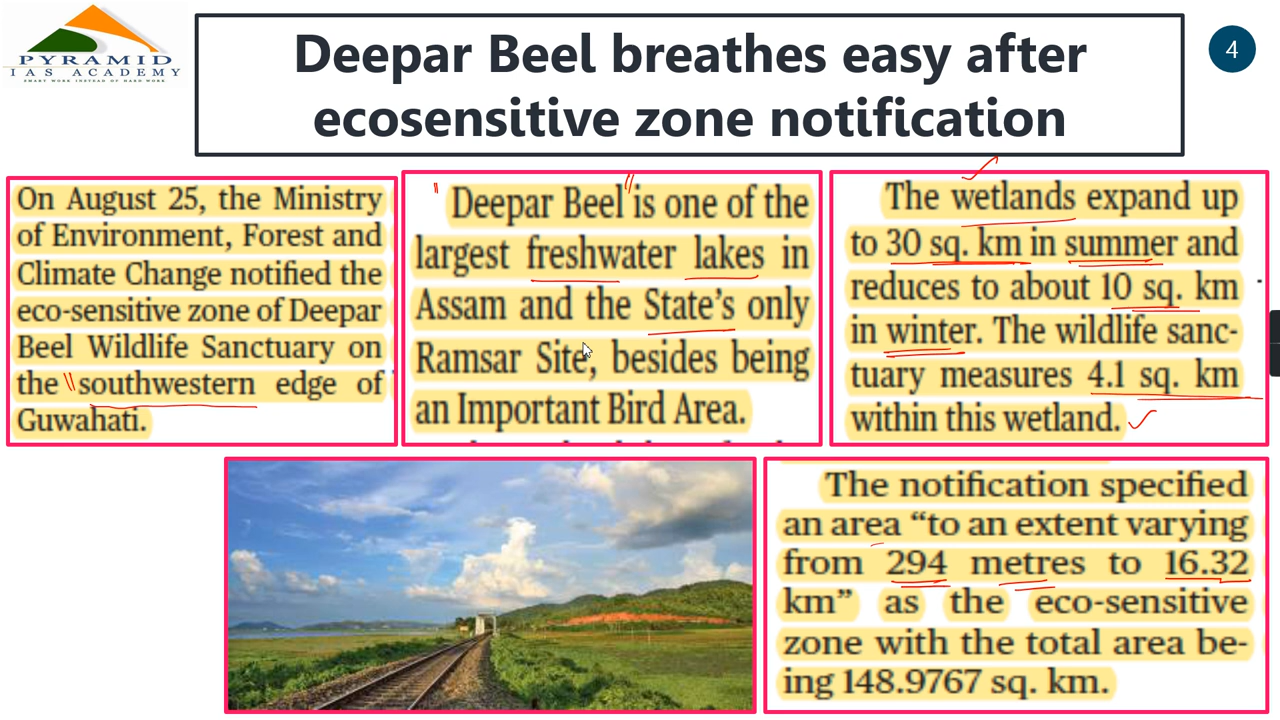 PYRAMID
IAS ACADEMY
SMART WORK INSTEAD OF HARD WORK
Deepar Beel breathes easy after
ecosensitive zone notification
4
On August 25, the Ministry
of Environment, Forest and
Climate Change notified the
eco-sensitive zone of Deepar
Beel Wildlife Sanctuary on
the southwestern edge of
Guwahati.
Deepar Beel is one of the
largest freshwater lakes in
Assam and the State's only
Ramsar Site, besides being
an Important Bird Area.
The wetlands expand up
to 30 sq. km in summer and
reduces to about 10 sq. km
in winter. The wildlife sanc-
tuary measures 4.1 sq. km
within this wetland.
The notification specified
an area “to an extent varying
from 294 metres to 16.32
km” as the eco-sensitive
zone with the total area be-
ing 148.9767 sq. km.